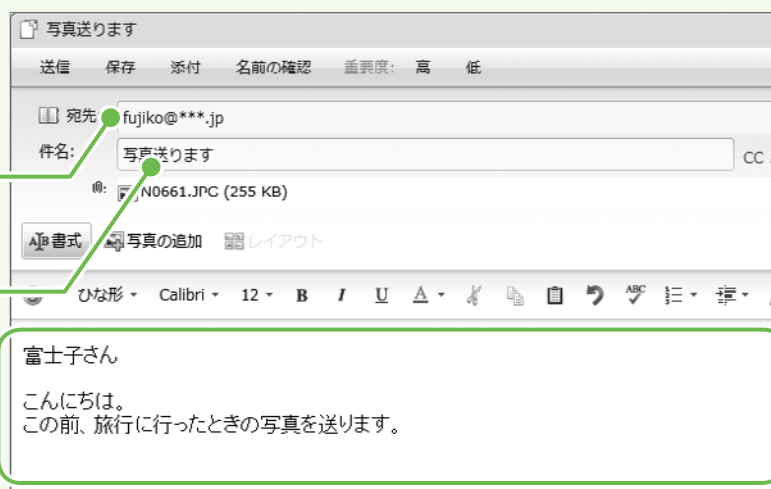 写真送ります
送信 保存 添付 名前の確認 重要度: 高 低
宛先 fujiko@***.jp
件名: 写真送ります CC
N0661.JPG (255 KB)
AIB 書式 写真の追加 レイアウト
ひな形 Calibri 12 B I U A ABC
富士子さん
こんにちは。
この前、旅行に行ったときの写真を送ります。